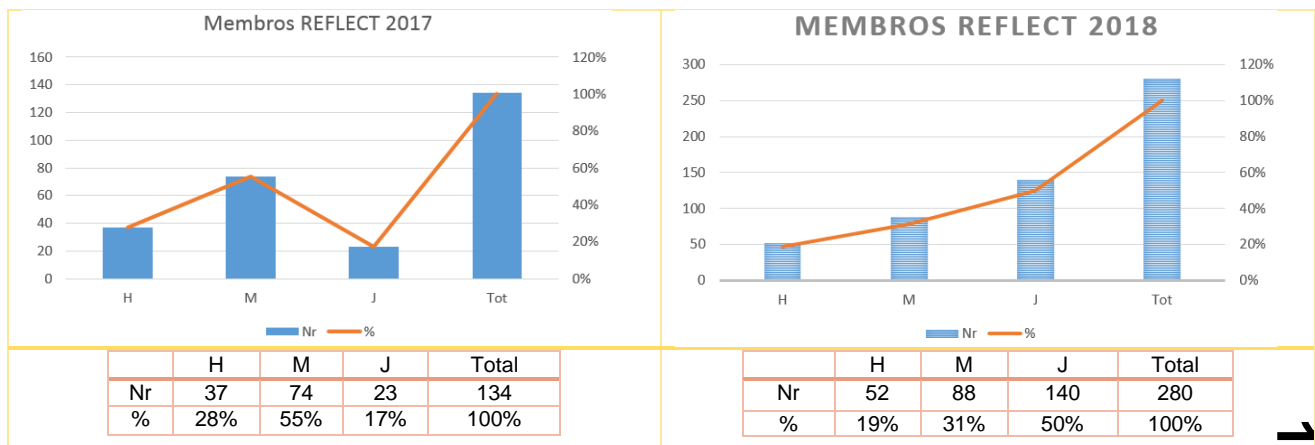 Membros REFLECT 2017
160 120%
140 100%
120
100 80%
80 60%
60 40%
40
20 20%
0 0%
H M J Tot
Nr %
H M J Total
Nr 37 74 23 134
% 28% 55% 17% 100%
MEMBROS REFLECT 2018
300 120%
250 100%
200 80%
150 60%
100 40%
50 20%
0 0%
H M J Tot
Nr %
H M J Total
Nr 52 88 140 280
% 19% 31% 50% 100%